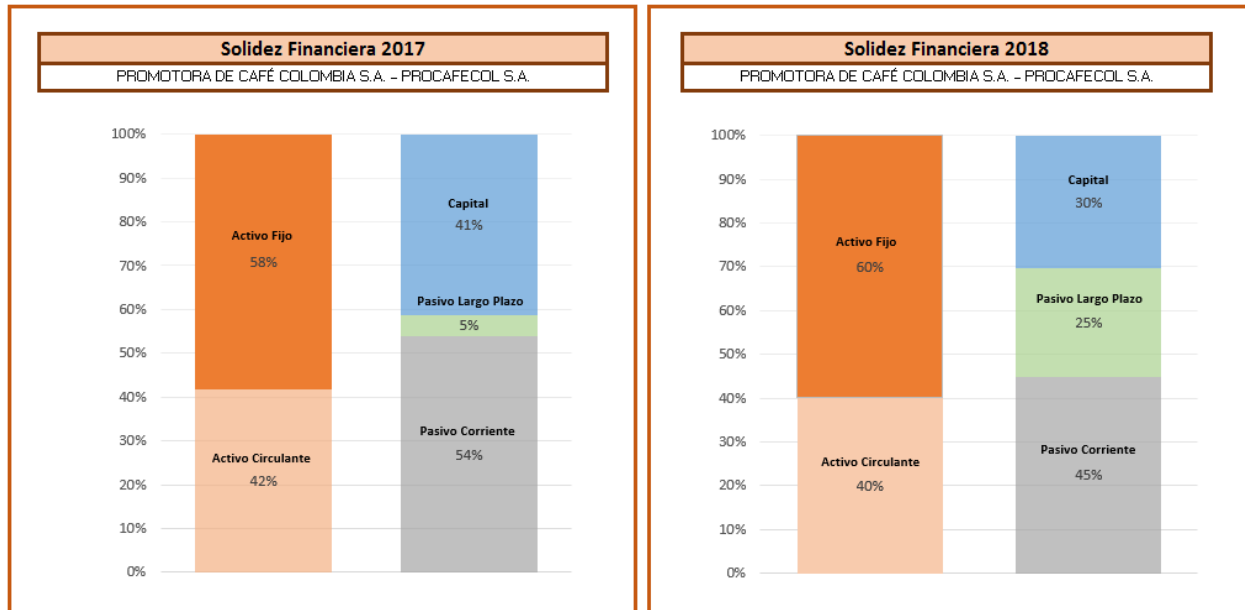 Solidez Financiera 2017
PROMOTORA DE CAFÉ COLOMBIA S.A. – PROCAFECOL S.A.
100%
90%
80%
70%
60%
50%
40%
30%
20%
10%
0%
Activo Fijo
58%
Activo Circulante
42%
Capital
41%
Pasivo Largo Plazo
5%
Pasivo Corriente
54%
Solidez Financiera 2018
PROMOTORA DE CAFÉ COLOMBIA S.A. – PROCAFECOL S.A.
100%
90%
80%
70%
60%
50%
40%
30%
20%
10%
0%
Activo Fijo
60%
Activo Circulante
40%
Capital
30%
Pasivo Largo Plazo
25%
Pasivo Corriente
45%